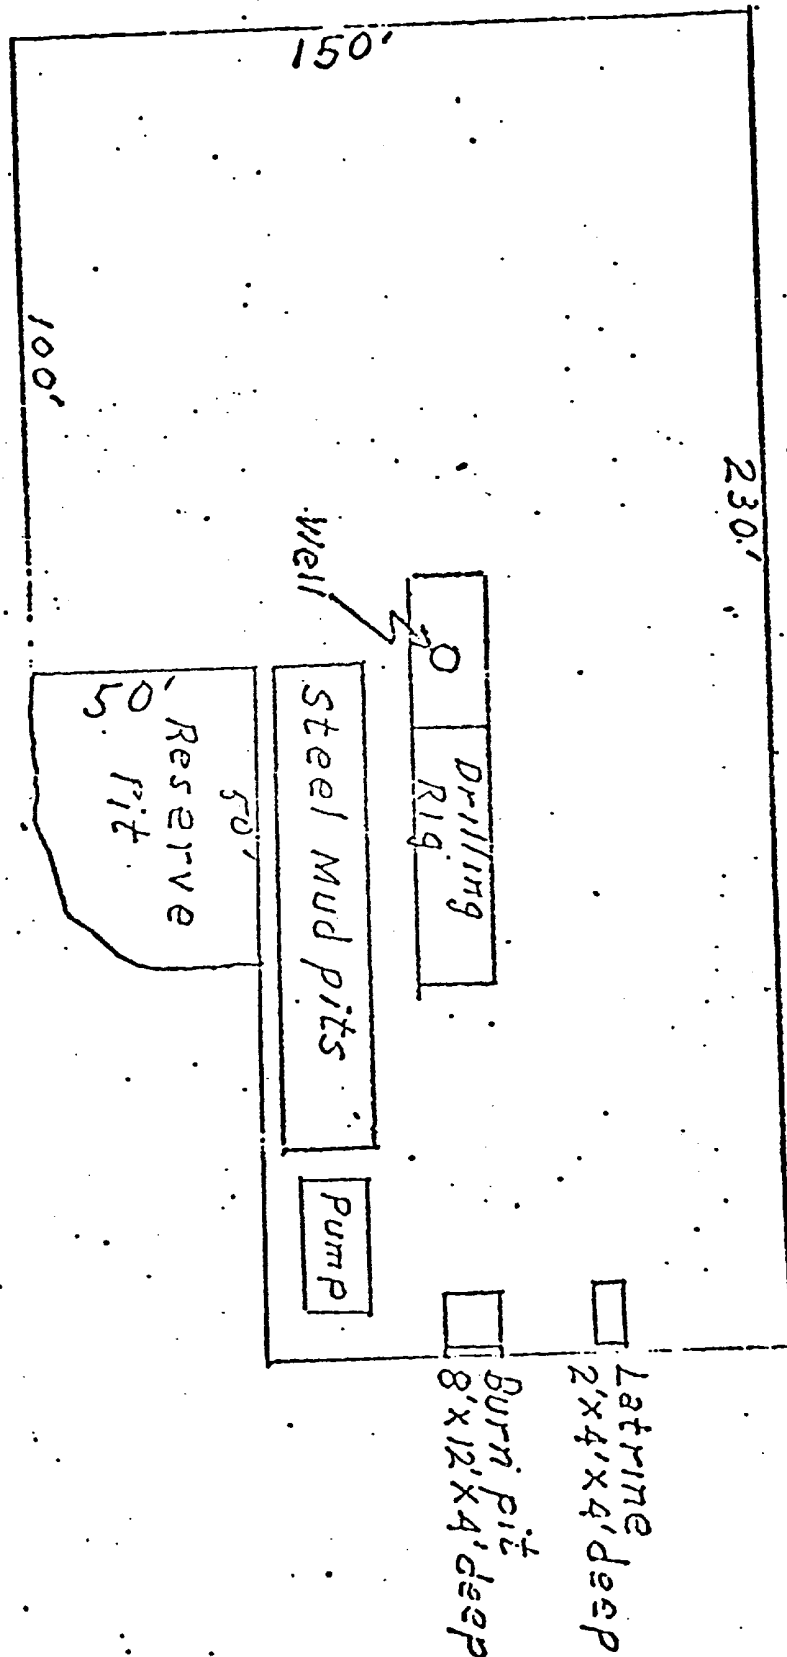 150'
100'
230'
Well
Drilling
Rig
Steel Mud pits
50'
50'
Reserve
Pit
Pump
Burn pit
8'x12'x4' deep
Latrine
2'x4'x4' deep